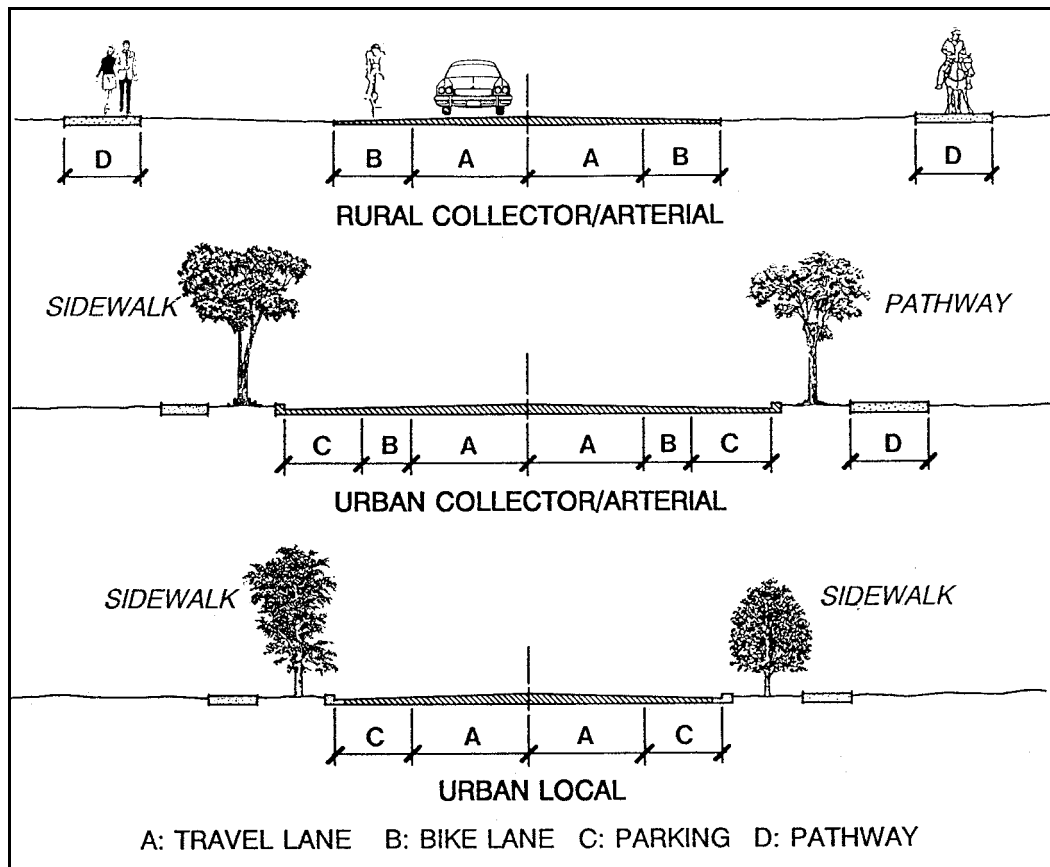 D B A A B D
RURAL COLLECTOR/ARTERIAL
SIDEWALK PATHWAY
C B A A B C D
URBAN COLLECTOR/ARTERIAL
SIDEWALK SIDEWALK
C A A C
URBAN LOCAL
A: TRAVEL LANE B: BIKE LANE C: PARKING D: PATHWAY